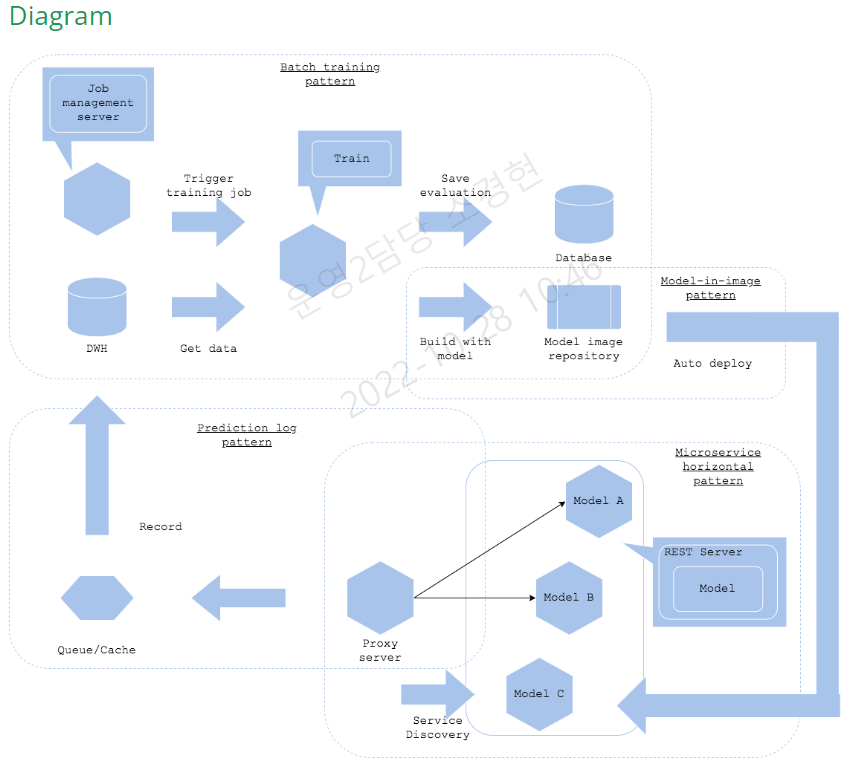 Diagram
Batch training
pattern
Job
management
server
Train
Trigger
training job
Save
evaluation
Database
DWH
Get data
Build with
model
Model image
repository
Model-in-image
pattern
Auto deploy
운영2담당 소경현
2022-10-28 10:46
Prediction log
pattern
Record
Queue/Cache
Proxy
server
Service
Discovery
Microservice
horizontal
pattern
Model A
Model B
Model C
REST Server
Model